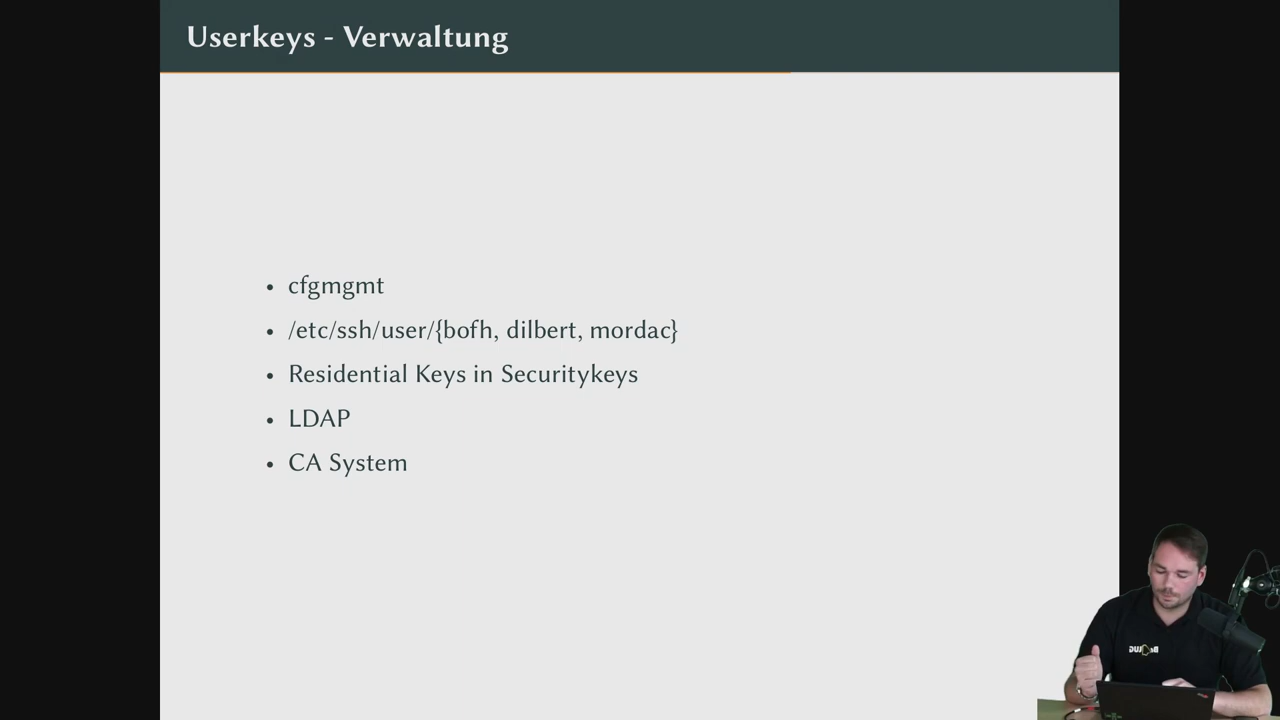 Userkeys - Verwaltung
• cfgmgmt
• /etc/ssh/user/{bofh, dilbert, mordac}
• Residential Keys in Securitykeys
• LDAP
• CA System